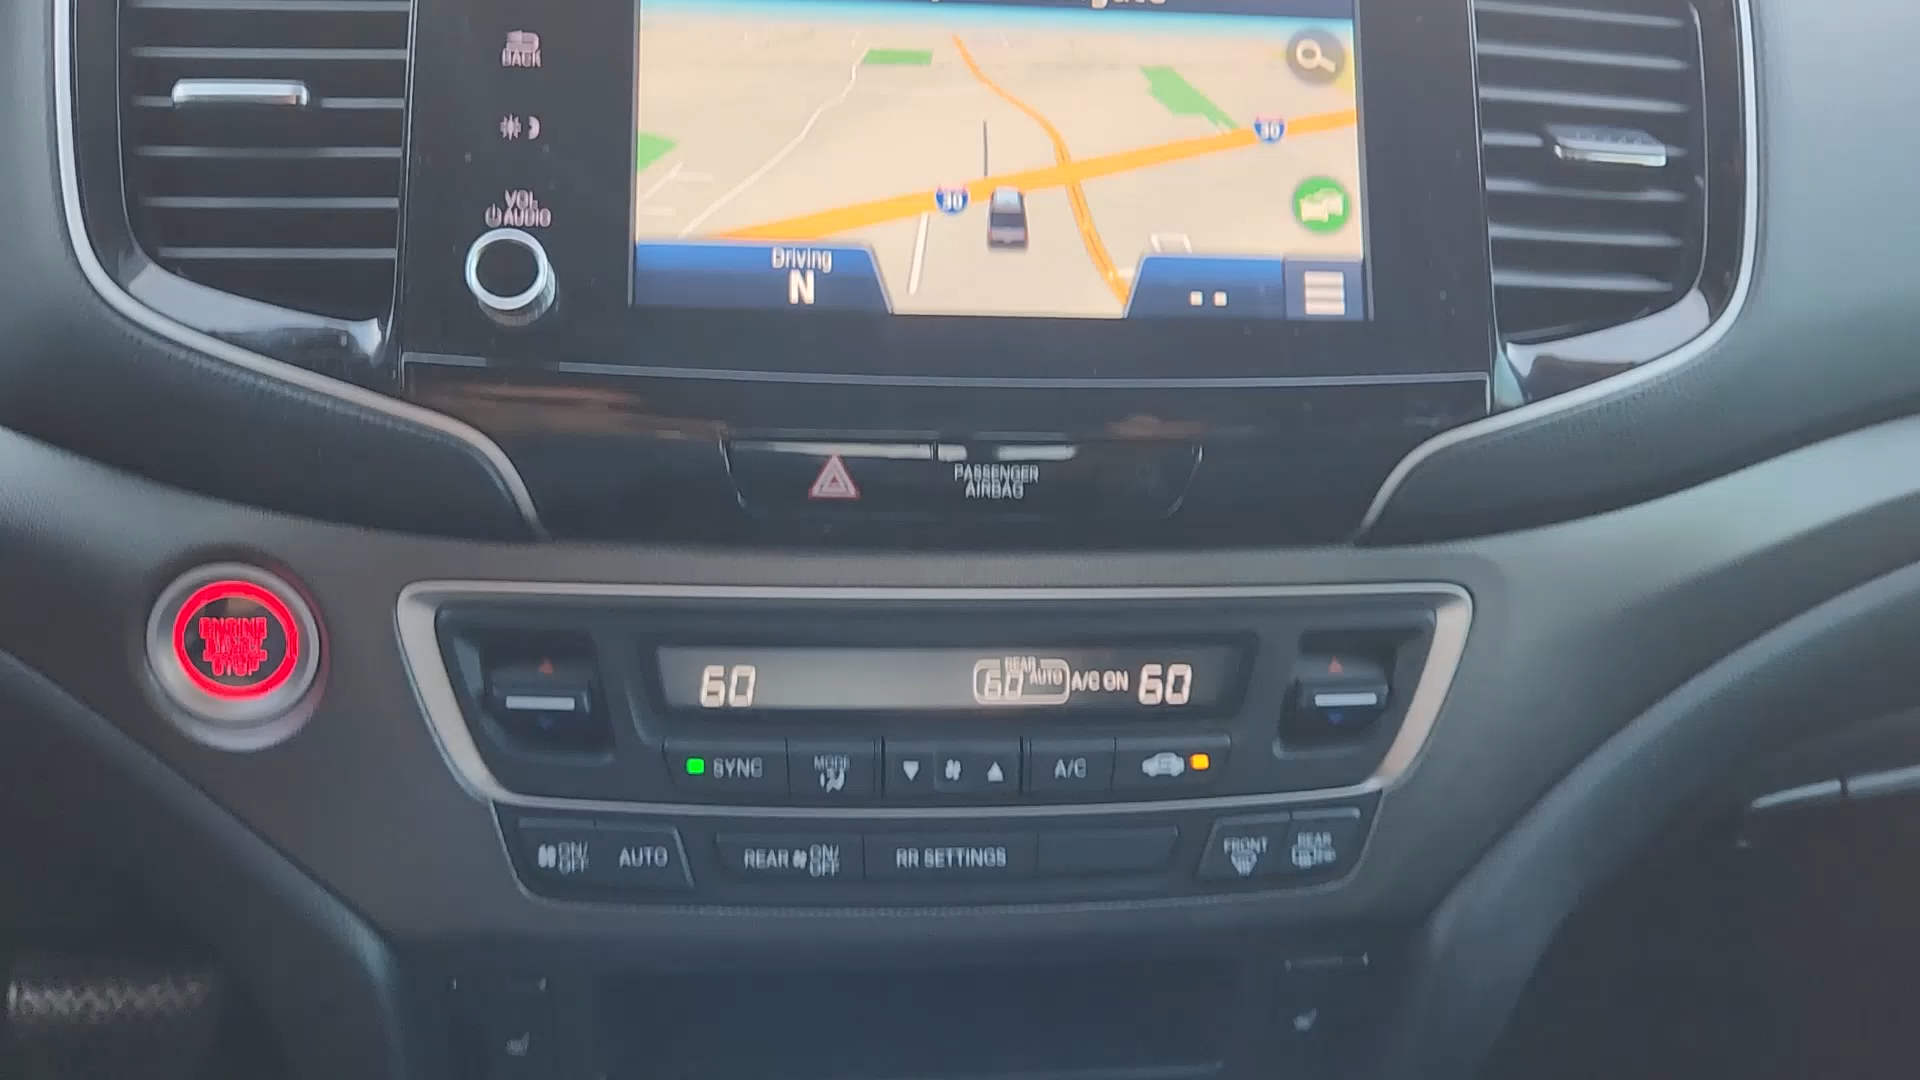 BACK
VOL
AUDIO
30
30
Driving
N
PASSENGER
AIRBAG
ENGINE
START
STOP
60
REAR
60 AUTO
A/C ON
60
SYNC
MODE
A/C
ON/
OFF
AUTO
REAR ON/
OFF
RR SETTINGS
FRONT
REAR